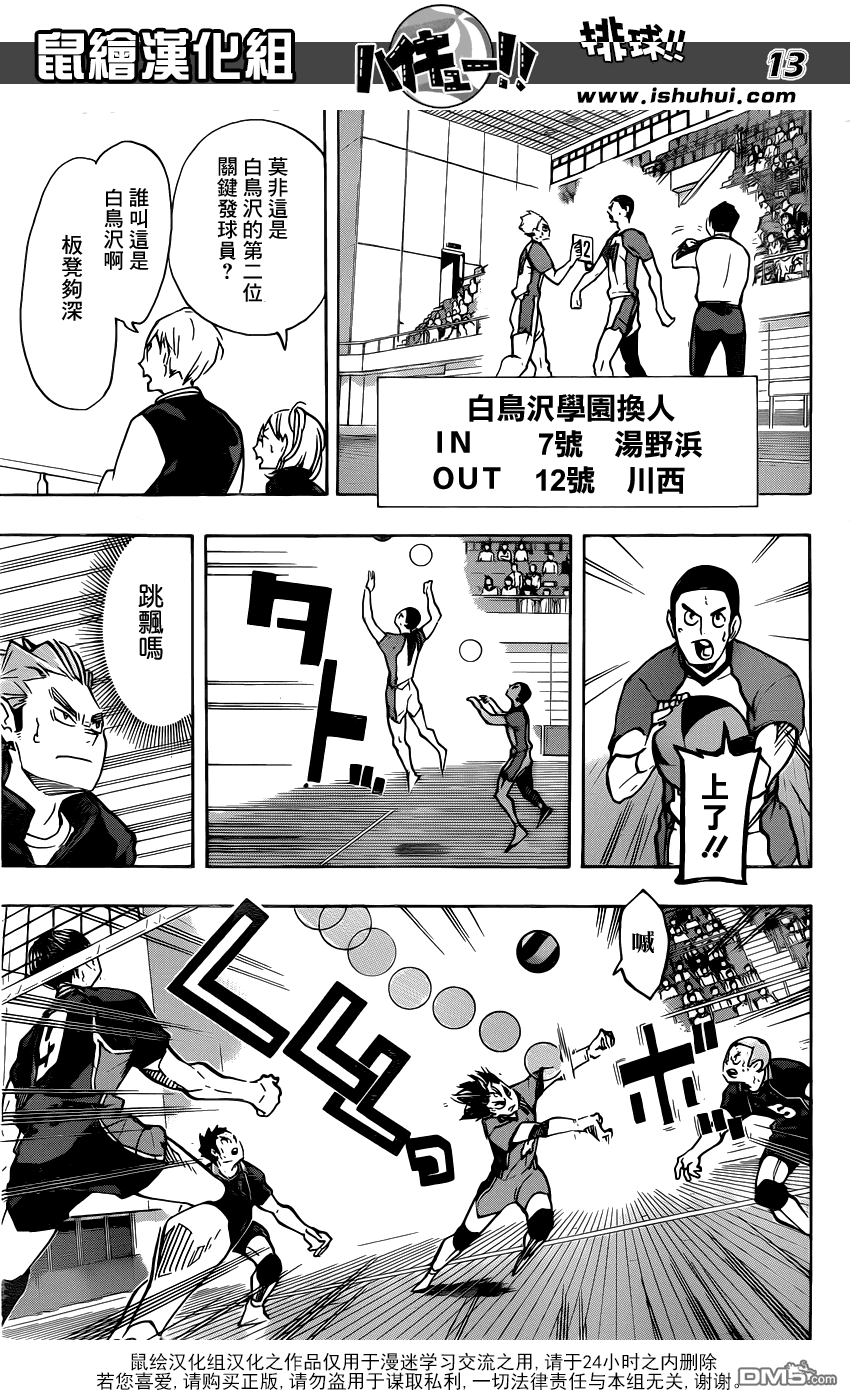 鼠繪漢化組
ハイキュー!!
排球!!
13
www.ishuhui.com
2
白鳥沢學園換人
IN 7號 湯野浜
OUT 12號 川西
莫非這是
白鳥沢的第二位
關鍵發球員?
誰叫這是
白鳥沢啊
板凳夠深
上了!!
タトッ
跳飄嗎
喊
ボッ
5
鼠绘汉化组汉化之作品仅用于漫迷学习交流之用, 请于24小时之内删除
若您喜爱, 请购买正版, 请勿盗用于谋取私利, 一切法律责任与本组无关, 谢谢。
DM5.com